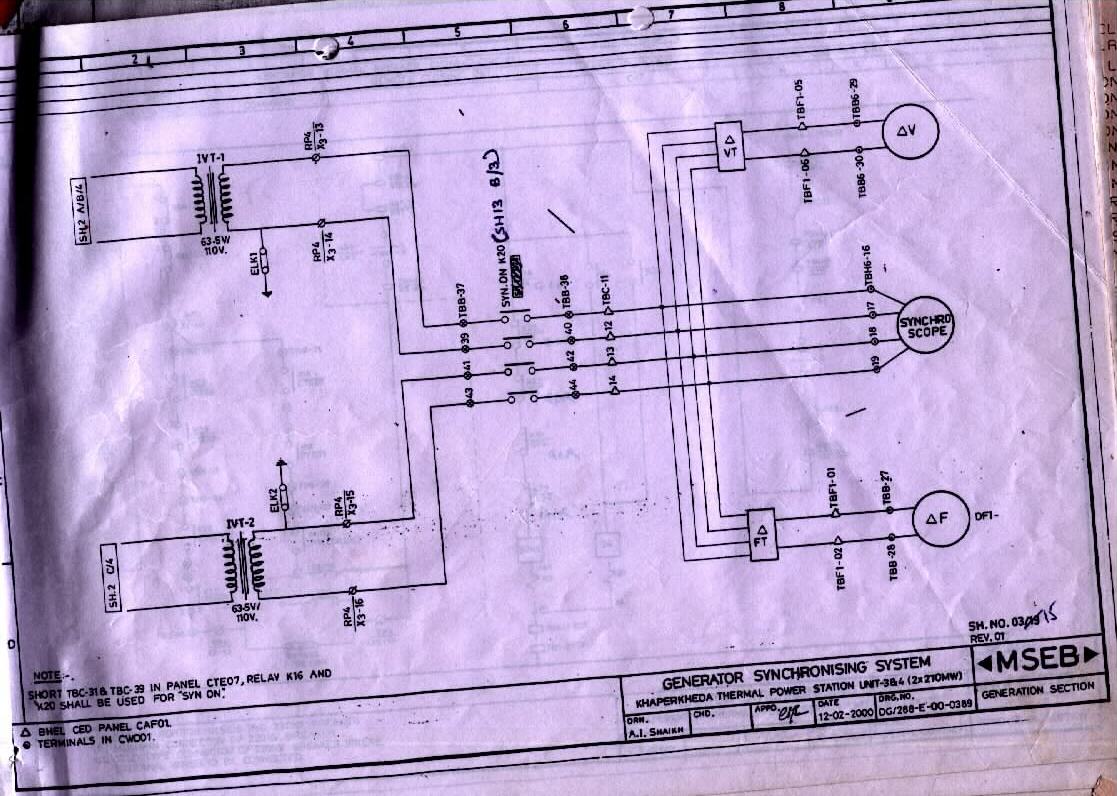 2
3
4
5
6
7
8
SH.2 A/B/4
IVT-1
63.5V/
110V.
ELK1
RP4
X3-13
RP4
X3-14
TBB-37
39
41
43
SYN.ON K20 (SH13 B/3)
TBB-38
40
42
44
TBC-11
12
13
14
Δ
VT
TBF1-05
TBB6-29
TBF1-06
TBB6-30
ΔV
TBH6-16
17
18
19
SYNCHRO
SCOPE
SH.2 C/4
IVT-2
63.5V/
110V.
ELK2
RP4
X3-15
RP4
X3-16
Δ
FT
TBF1-01
TBB-27
TBF1-02
TBB-28
ΔF
DF1-
D
NOTE:-.
SHORT TBC-31& TBC-39 IN PANEL CTE07, RELAY K16 AND
K20 SHALL BE USED FOR "SYN ON".
Δ BHEL CED PANEL CAF01.
TERMINALS IN CW001.
SH. NO. 03 15
REV. 01
GENERATOR SYNCHRONISING SYSTEM
KHAPERKHEDA THERMAL POWER STATION UNIT-3&4 (2x210MW)
MSEB
GENERATION SECTION
DRN.
A.I. SHAIKH
CHD.
APPD.
DATE
12-02-2000
DRG.NO.
DG/268-E-00-0389